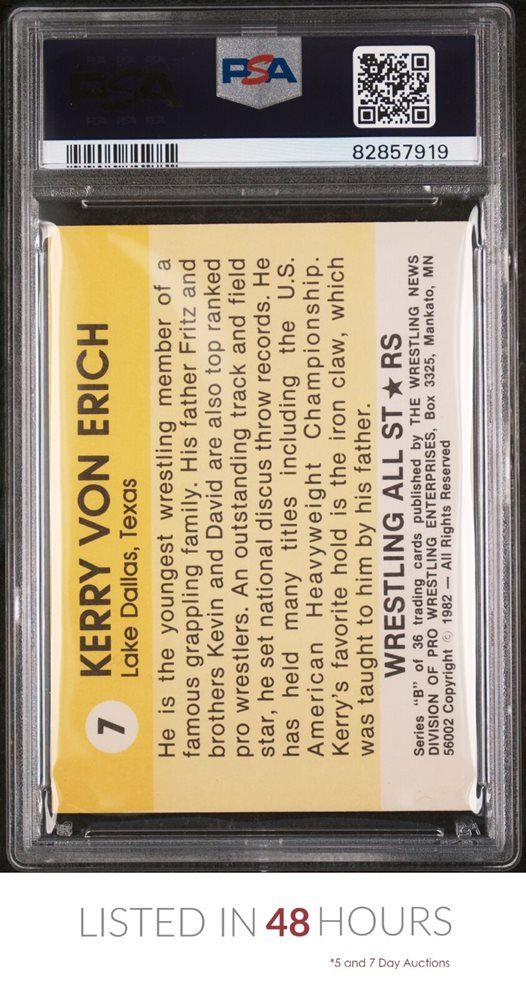 PSA
82857919
7
KERRY VON ERICH
Lake Dallas, Texas
He is the youngest wrestling member of a
famous grappling family. His father Fritz and
brothers Kevin and David are also top ranked
pro wrestlers. An outstanding track and field
star, he set national discus throw records. He
has held many titles including the U.S.
American Heavyweight Championship.
Kerry's favorite hold is the iron claw, which
was taught to him by his father.
WRESTLING ALL ST★RS
Series "B" of 36 trading cards published by THE WRESTLING NEWS
DIVISION OF PRO WRESTLING ENTERPRISES, Box 3325, Mankato, MN
56002 Copyright © 1982 — All Rights Reserved
LISTED IN 48 HOURS
*5 and 7 Day Auctions